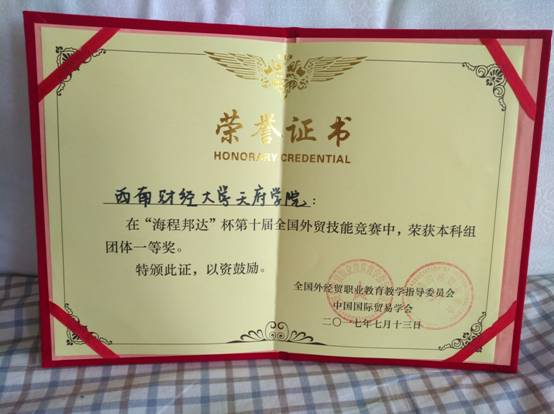 荣誉证书
HONORARY CREDENTIAL
西南财经大学天府学院：
在“海程邦达”杯第十届全国外贸技能竞赛中，荣获本科组
团体一等奖。
特颁此证，以资鼓励。
全国外经贸职业教育教学指导委员会
中国国际贸易学会
二〇一七年七月十三日